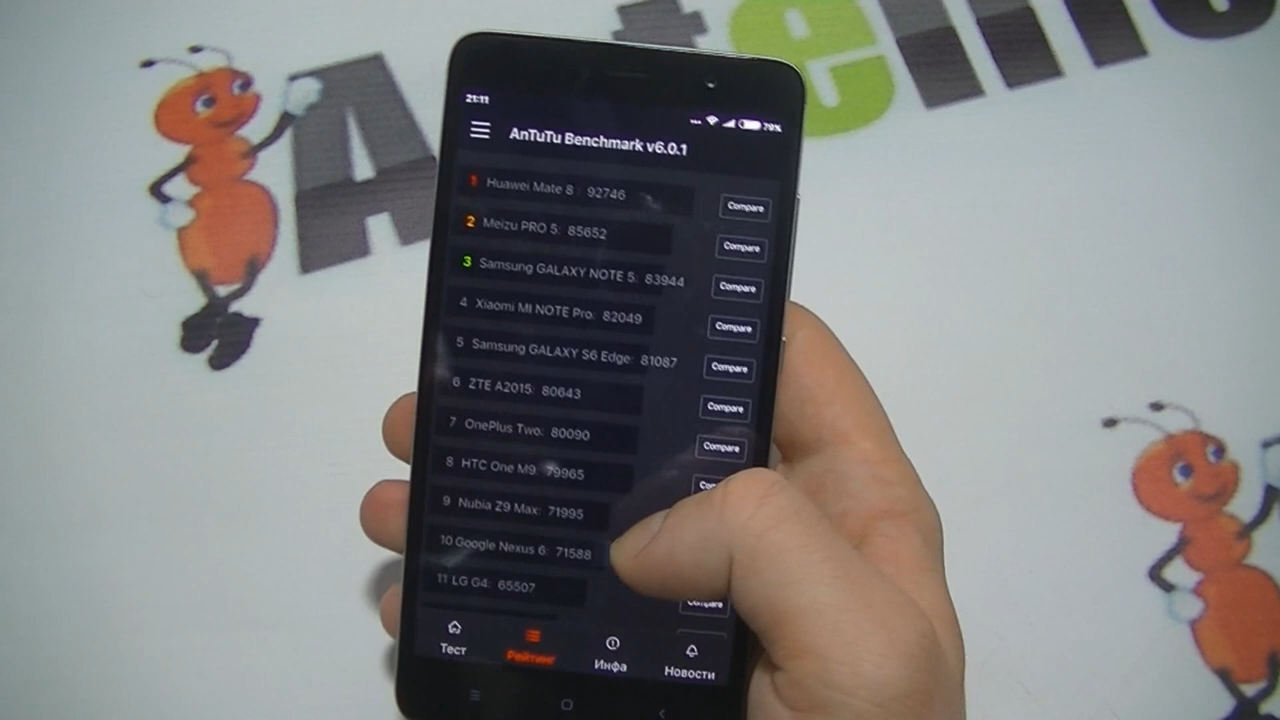 Antelife
21:11
79%
AnTuTu Benchmark v6.0.1
1 Huawei Mate 8 : 92746 Compare
2 Meizu PRO 5: 85652 Compare
3 Samsung GALAXY NOTE 5: 83944 Compare
4 Xiaomi MI NOTE Pro: 82049 Compare
5 Samsung GALAXY S6 Edge: 81087 Compare
6 ZTE A2015: 80643 Compare
7 OnePlus Two: 80090 Compare
8 HTC One M9: 79965
9 Nubia Z9 Max: 71995
10 Google Nexus 6: 71588
11 LG G4: 65507 Compare
Тест
Рейтинг
Инфа
Новости